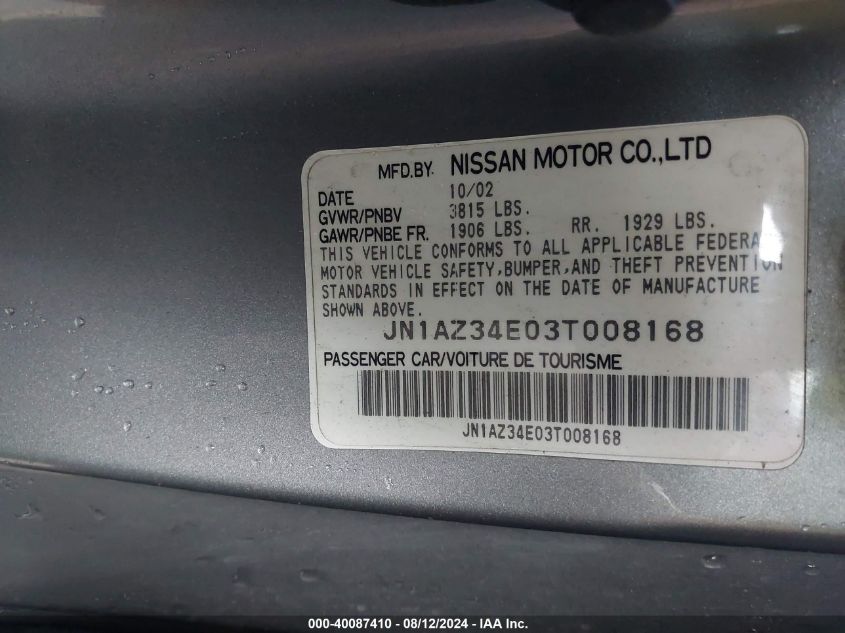 MFD.BY. NISSAN MOTOR CO.,LTD
DATE 10/02
GVWR/PNBV 3815 LBS.
GAWR/PNBE FR. 1906 LBS. RR. 1929 LBS.
THIS VEHICLE CONFORMS TO ALL APPLICABLE FEDERAL
MOTOR VEHICLE SAFETY,BUMPER,AND THEFT PREVENTION
STANDARDS IN EFFECT ON THE DATE OF MANUFACTURE
SHOWN ABOVE.
JN1AZ34E03T008168
PASSENGER CAR/VOITURE DE TOURISME
JN1AZ34E03T008168
000-40087410 - 08/12/2024 - IAA Inc.